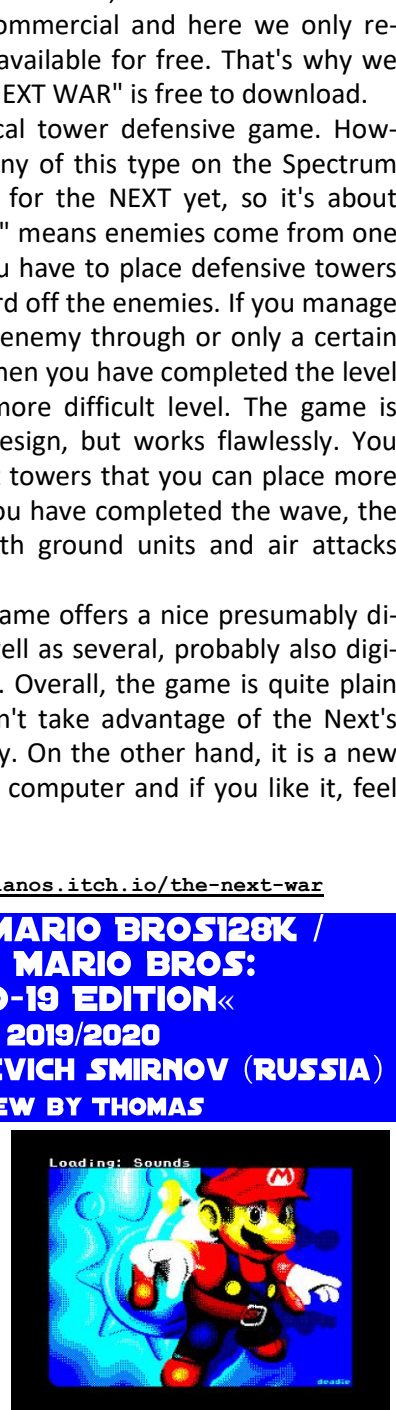 ommercial and here we only re-
available for free. That's why we
EXT WAR" is free to download.
cal tower defensive game. How-
ny of this type on the Spectrum
for the NEXT yet, so it's about
" means enemies come from one
u have to place defensive towers
rd off the enemies. If you manage
enemy through or only a certain
hen you have completed the level
more difficult level. The game is
esign, but works flawlessly. You
t towers that you can place more
ou have completed the wave, the
th ground units and air attacks
ame offers a nice presumably di-
ell as several, probably also digi-
. Overall, the game is quite plain
n't take advantage of the Next's
y. On the other hand, it is a new
computer and if you like it, feel
anos.itch.io/the-next-war
MARIO BROS128K /
MARIO BROS:
D-19 EDITION«
2019/2020
EVICH SMIRNOV (RUSSIA)
EW BY THOMAS
Loading: Sounds
M
deadie